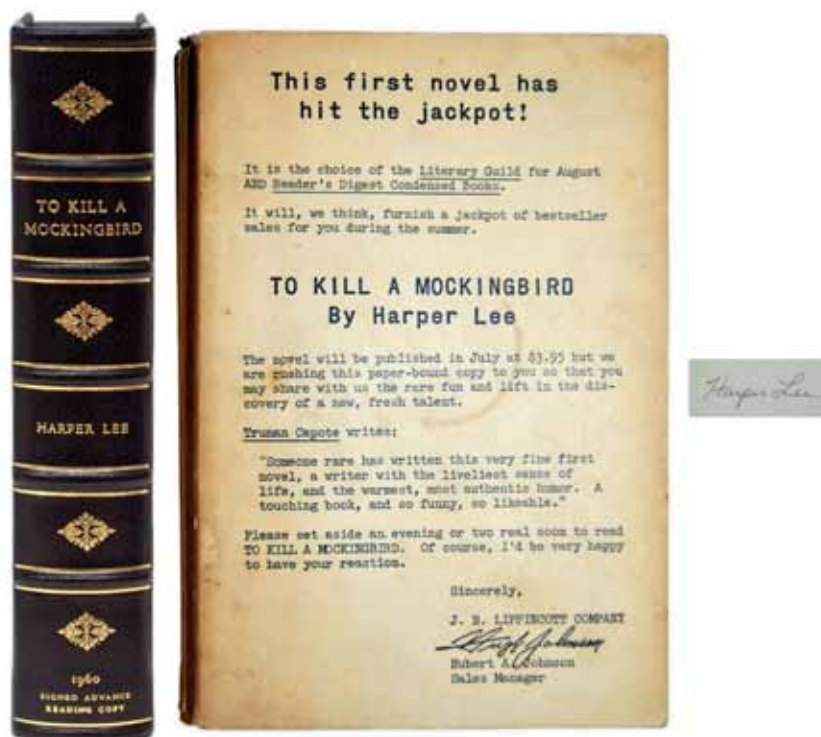 TO KILL A
MOCKINGBIRD
HARPER LEE
1960
SIGNED ADVANCE
READING COPY
This first novel has
hit the jackpot!
It is the choice of the Literary Guild for August
AND Reader's Digest Condensed Books.
It will, we think, furnish a jackpot of bestseller
sales for you during the summer.
TO KILL A MOCKINGBIRD
By Harper Lee
The novel will be published in July at $3.95 but we
are rushing this paper-bound copy to you so that you
may share with us the rare fun and lift in the dis-
covery of a new, fresh talent.
Truman Capote writes:
"Someone rare has written this very fine first
novel, a writer with the liveliest sense of
life, and the warmest, most authentic humor. A
touching book, and so funny, so likeable."
Please set aside an evening or two real soon to read
TO KILL A MOCKINGBIRD. Of course, I'd be very happy
to have your reaction.
Sincerely,
J. B. LIPPINCOTT COMPANY
Hubert A. Johnson
Sales Manager
Harper Lee